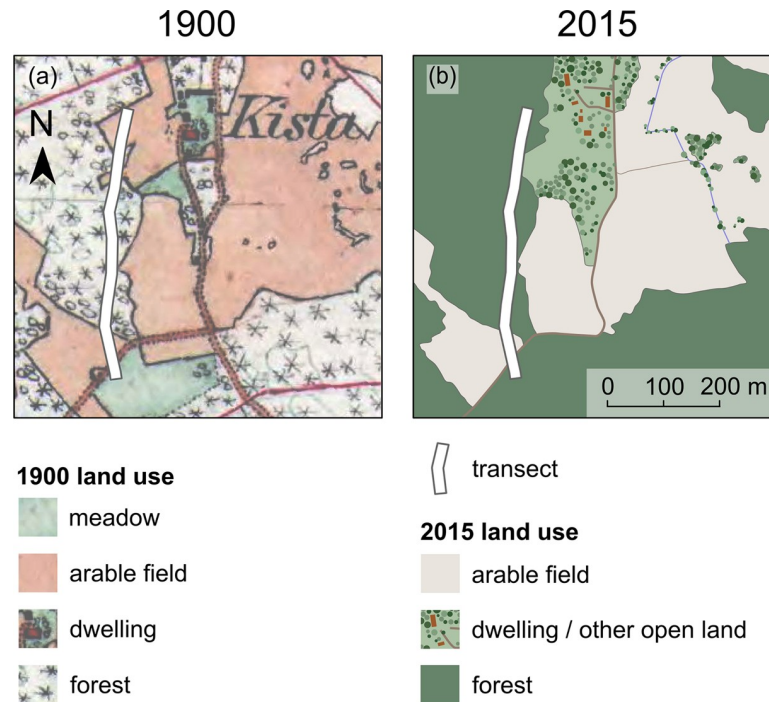 1900
2015
(a)
(b)
N
Kista
0 100 200 m
1900 land use
meadow
arable field
dwelling
forest
transect
2015 land use
arable field
dwelling / other open land
forest